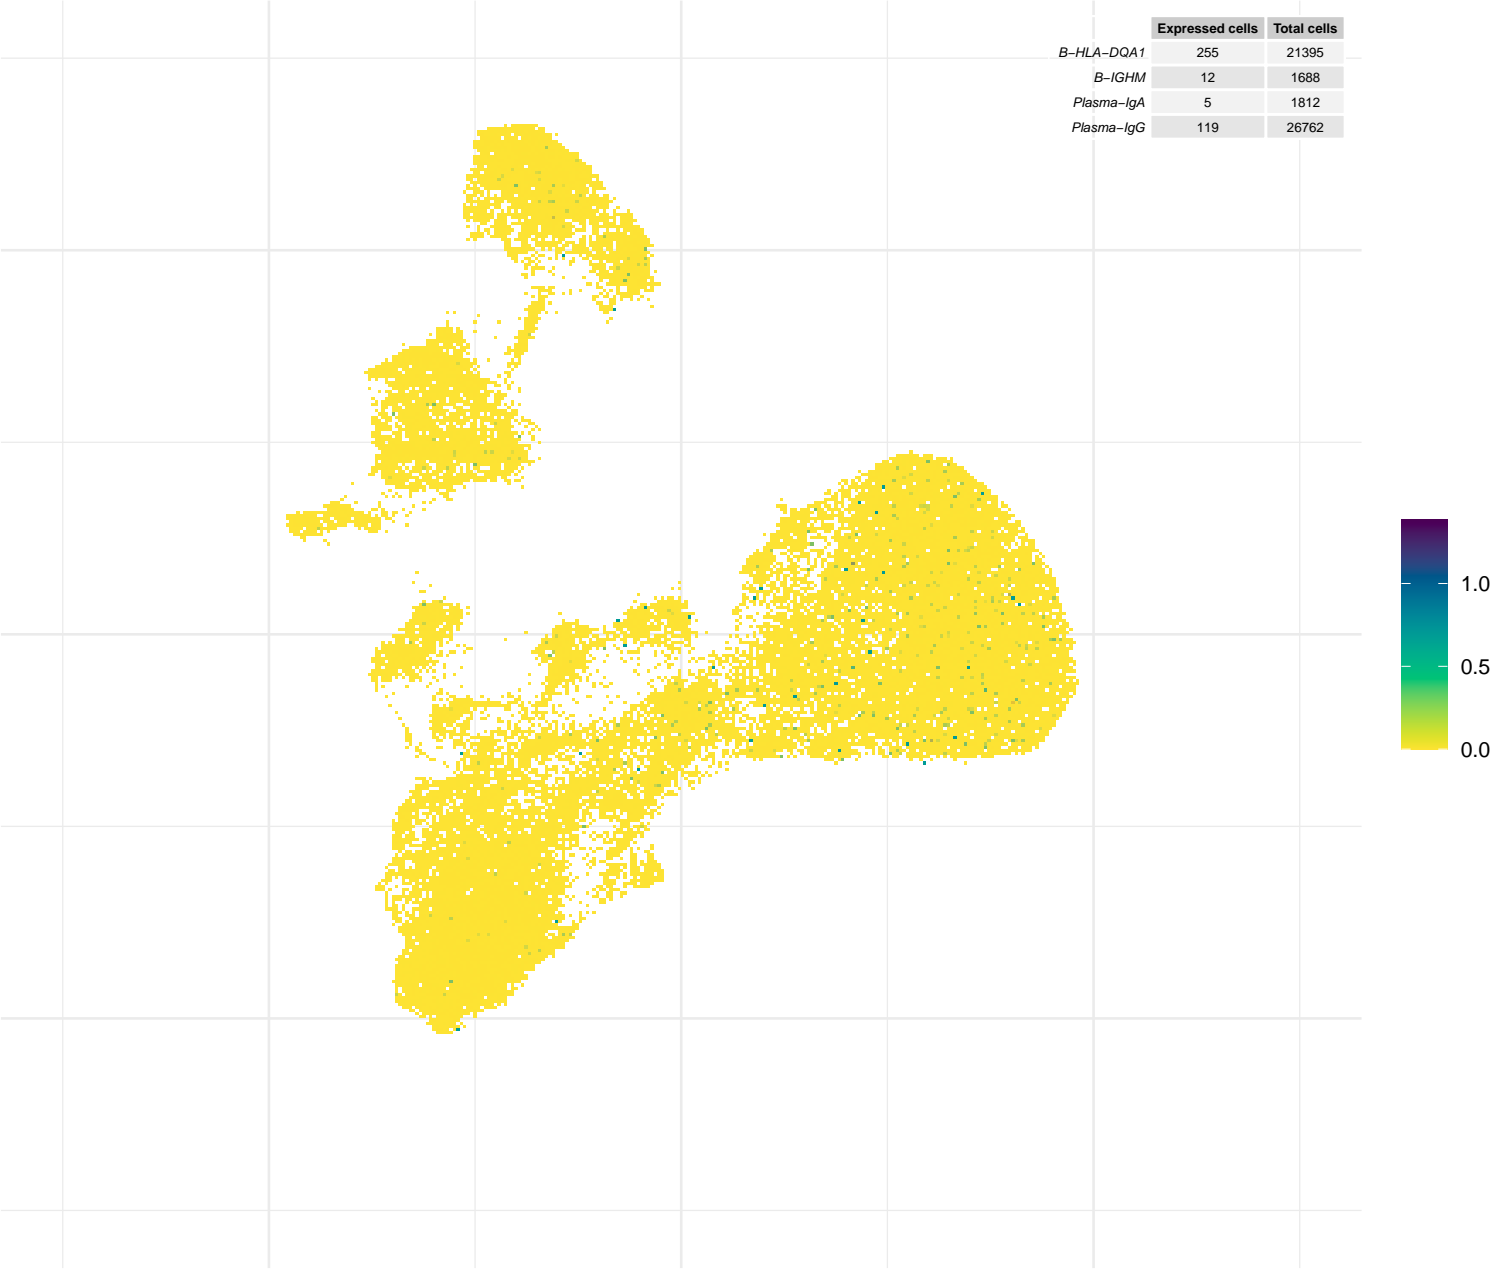 Expressed cells Total cells
B−HLA−DQA1 255 21395
B−IGHM 12 1688
Plasma−IgA 5 1812
Plasma−IgG 119 26762
1.0
0.5
0.0